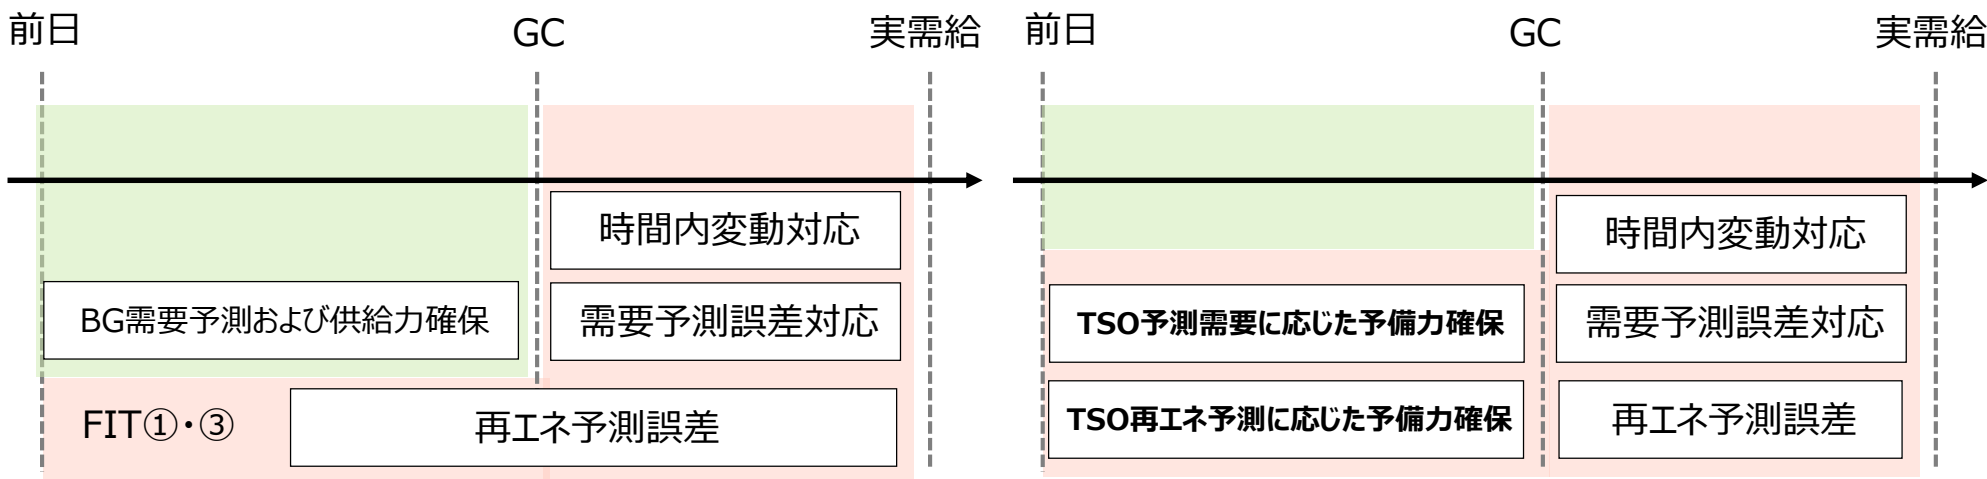 前日
GC
実需給
時間内変動対応
BG需要予測および供給力確保
需要予測誤差対応
FIT①・③
再エネ予測誤差
前日
GC
実需給
時間内変動対応
TSO予測需要に応じた予備力確保
需要予測誤差対応
TSO再エネ予測に応じた予備力確保
再エネ予測誤差